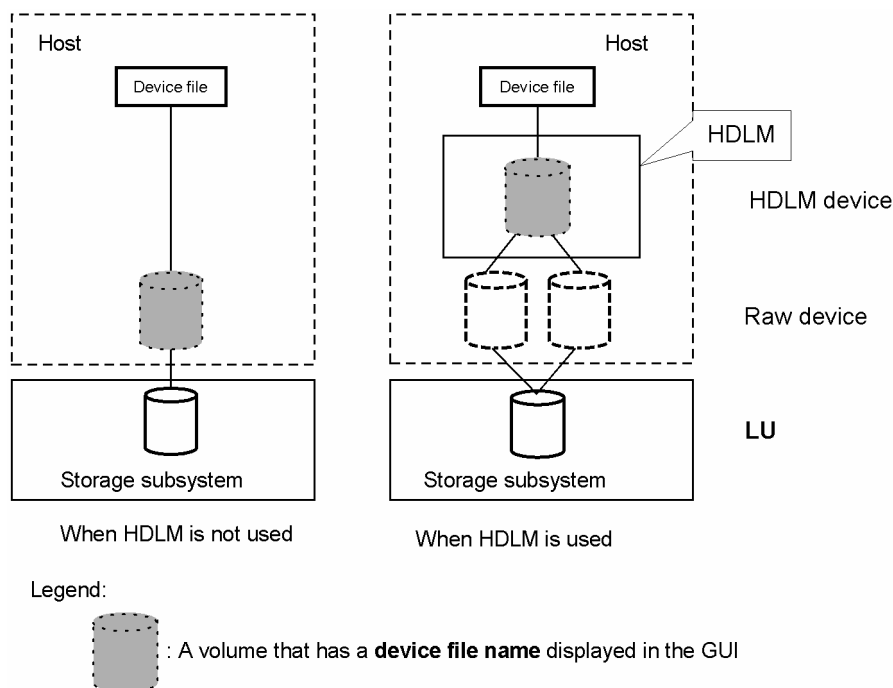 Host
Device file
Storage subsystem
When HDLM is not used
Host
Device file
HDLM
HDLM device
Raw device
LU
Storage subsystem
When HDLM is used
Legend:
: A volume that has a device file name displayed in the GUI